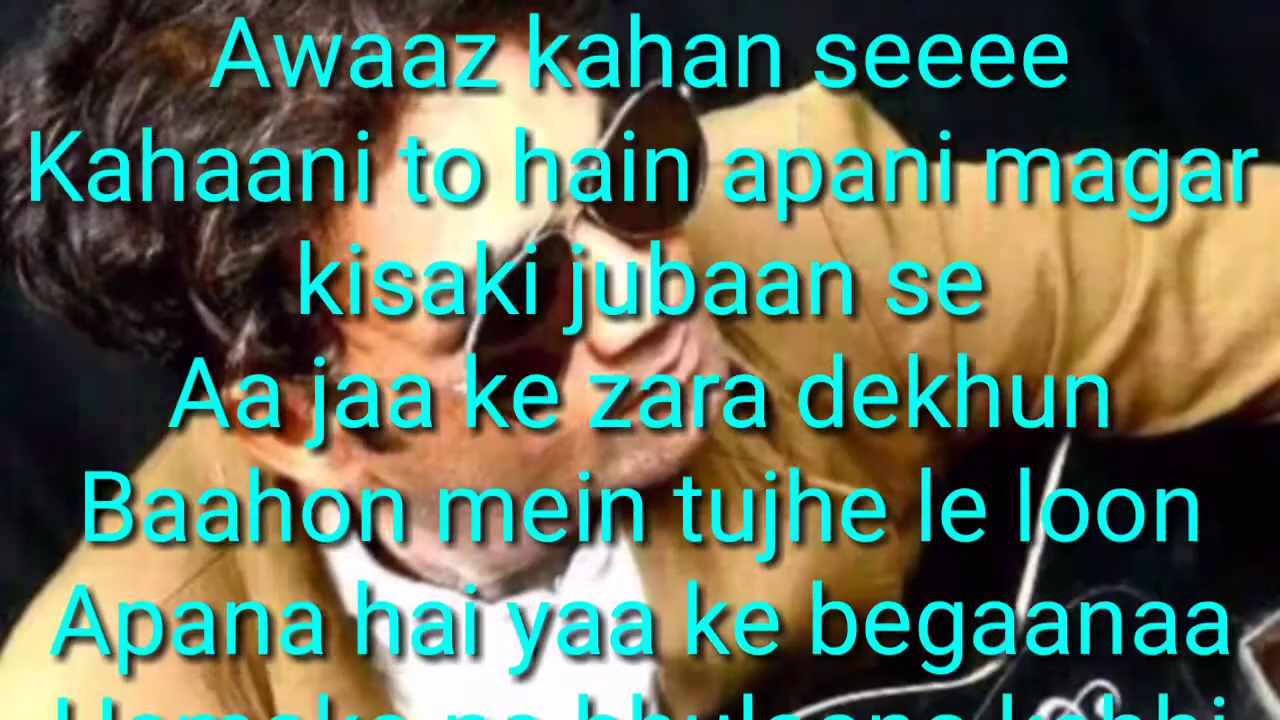 Awaaz kahan seeee
Kahaani to hain apani magar
kisaki jubaan se
Aa jaa ke zara dekhun
Baahon mein tujhe le loon
Apana hai yaa ke begaanaa